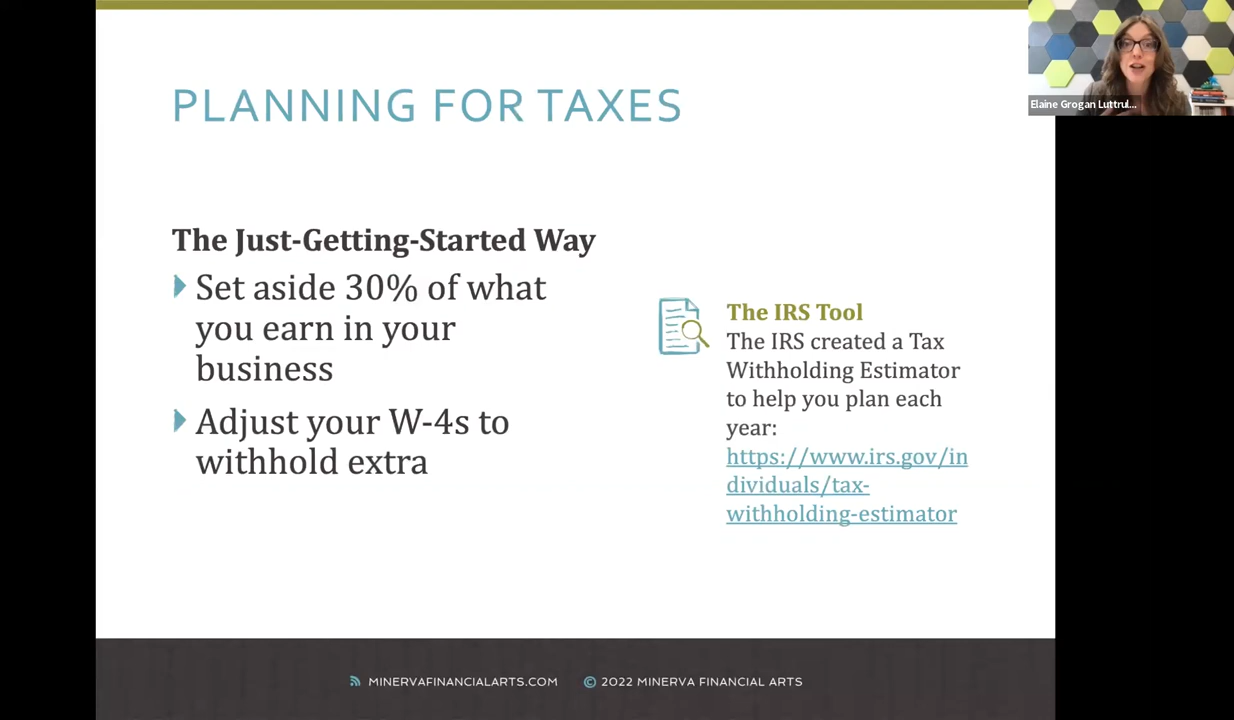 PLANNING FOR TAXES
The Just-Getting-Started Way
Set aside 30% of what
you earn in your
business
Adjust your W-4s to
withhold extra
The IRS Tool
The IRS created a Tax
Withholding Estimator
to help you plan each
year:
https://www.irs.gov/in
dividuals/tax-
withholding-estimator
Elaine Grogan Luttrul...
MINERVAFINANCIALARTS.COM © 2022 MINERVA FINANCIAL ARTS